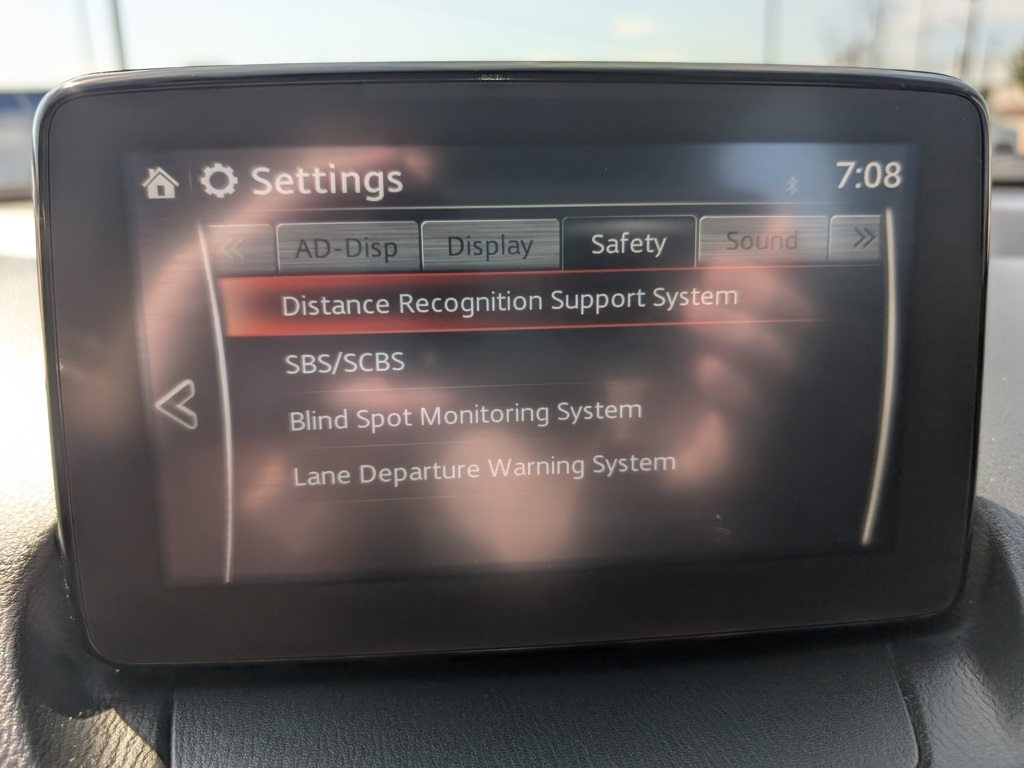 Settings 7:08
AD-Disp Display Safety Sound
Distance Recognition Support System
SBS/SCBS
Blind Spot Monitoring System
Lane Departure Warning System